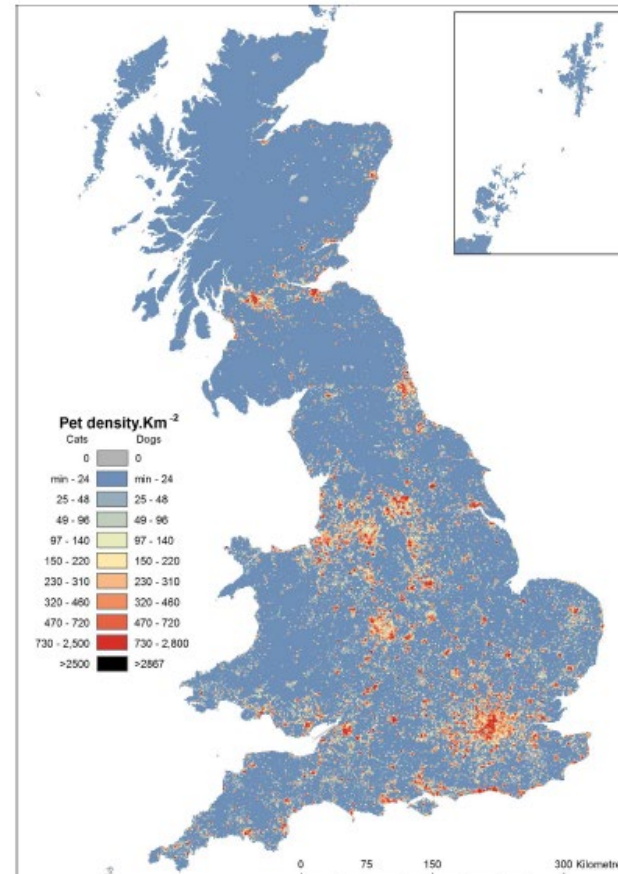 Pet density.Km⁻²
Cats Dogs
0 0
min - 24 min - 24
25 - 48 25 - 48
49 - 96 49 - 96
97 - 140 97 - 140
150 - 220 150 - 220
230 - 310 230 - 310
320 - 460 320 - 460
470 - 720 470 - 720
730 - 2,500 730 - 2,800
>2500 >2867
0 75 150 300 Kilometre